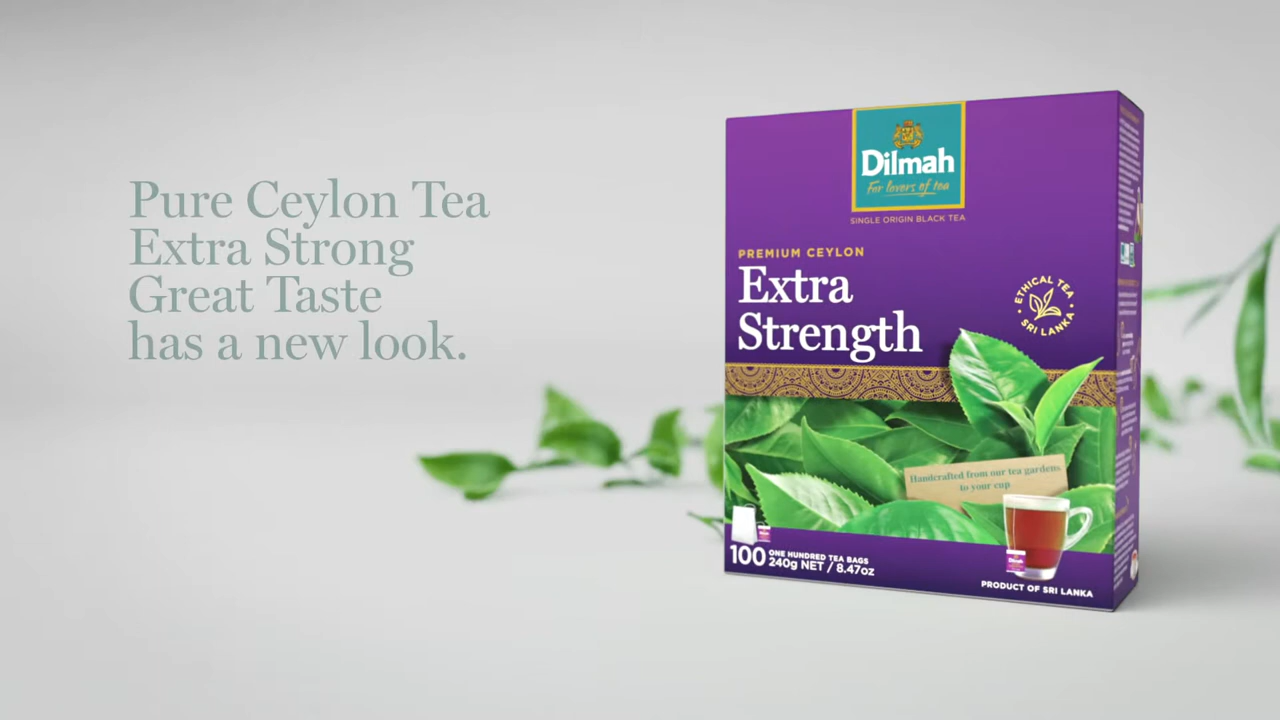 Pure Ceylon Tea
Extra Strong
Great Taste
has a new look.
Dilmah
For lovers of tea
SINGLE ORIGIN BLACK TEA
PREMIUM CEYLON
Extra
Strength
ETHICAL TEA
SRI LANKA
Handcrafted from our tea gardens
to your cup
100 ONE HUNDRED TEA BAGS
240g NET / 8.47oz
PRODUCT OF SRI LANKA